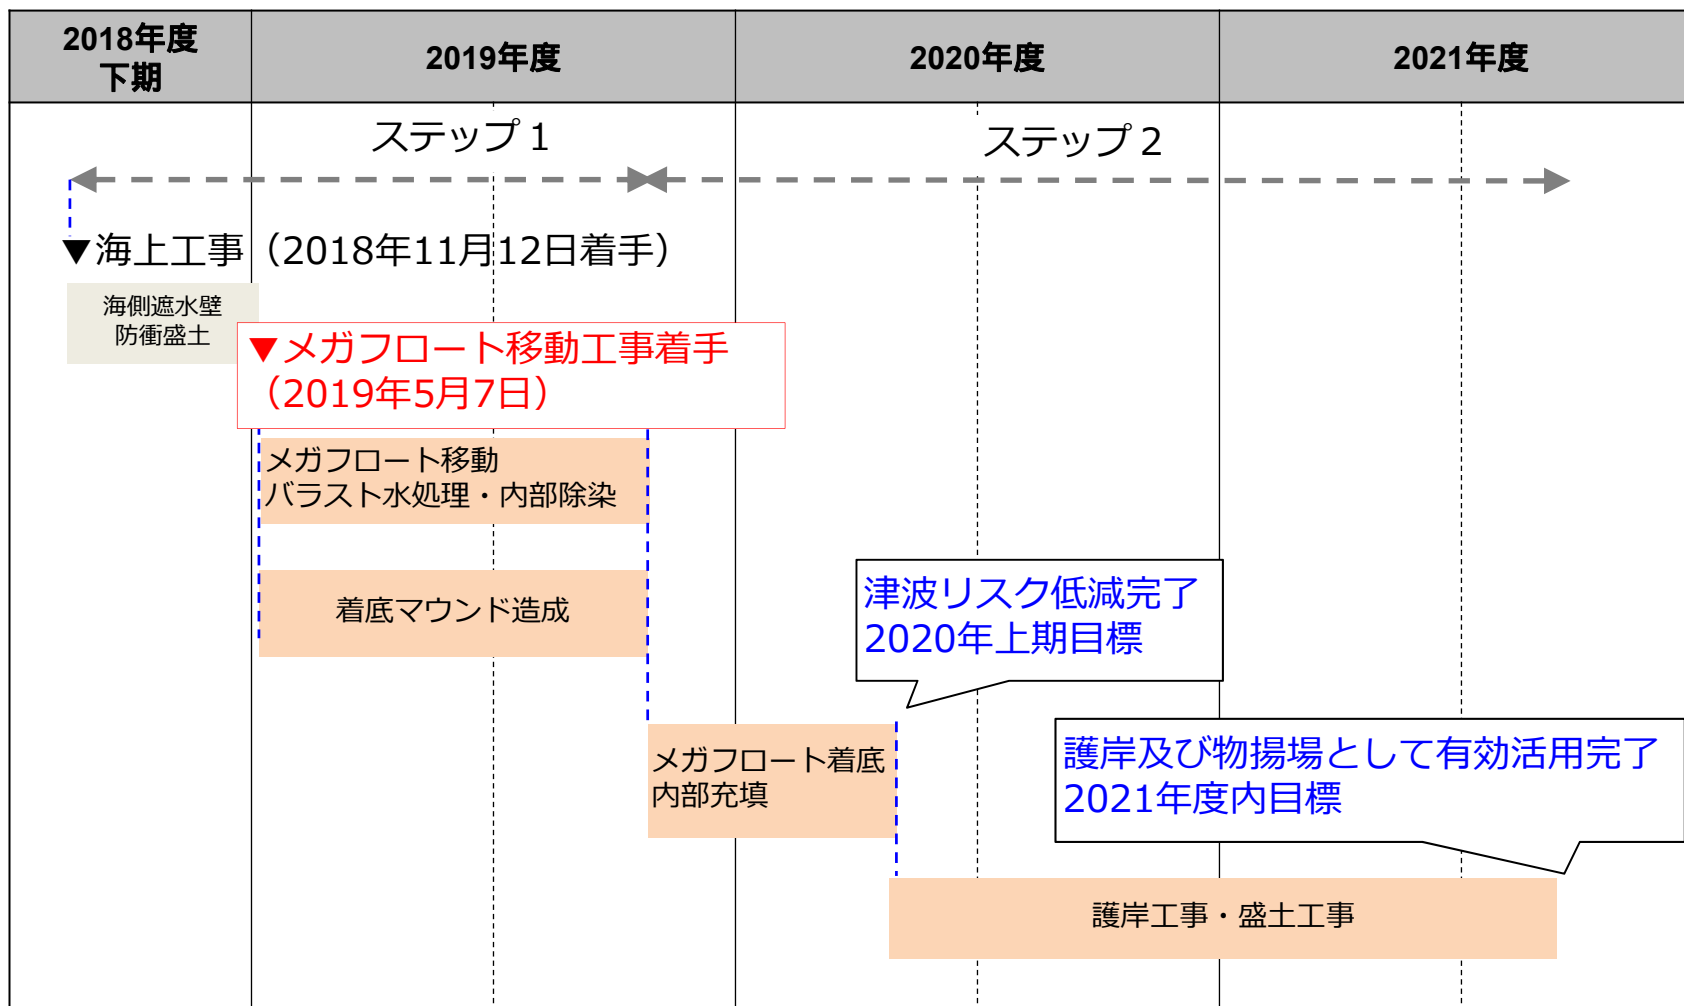 2018年度
下期
2019年度
2020年度
2021年度
ステップ１
ステップ２
▼海上工事（2018年11月12日着手）
海側遮水壁
防衝盛土
▼メガフロート移動工事着手
（2019年5月7日）
メガフロート移動
バラスト水処理・内部除染
着底マウンド造成
津波リスク低減完了
2020年上期目標
メガフロート着底
内部充填
護岸及び物揚場として有効活用完了
2021年度内目標
護岸工事・盛土工事